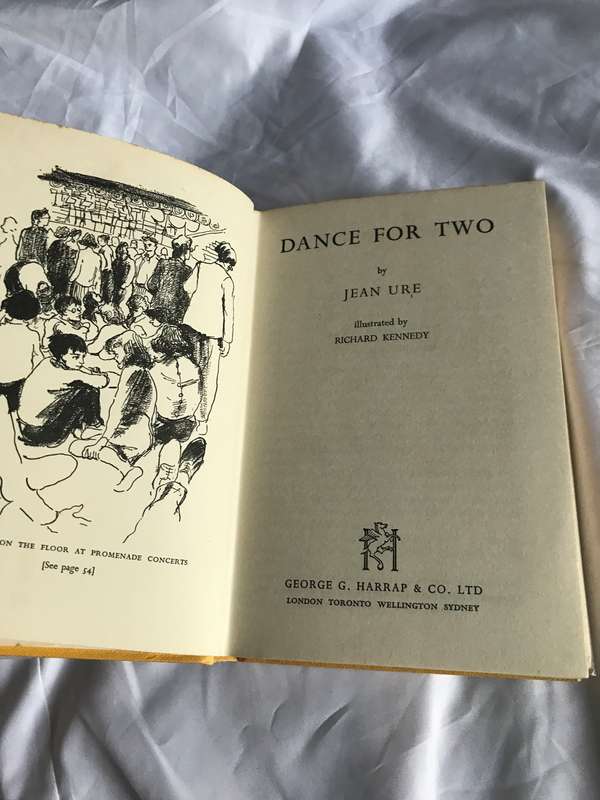 ON THE FLOOR AT PROMENADE CONCERTS
[See page 54]
DANCE FOR TWO
by
JEAN URE
illustrated by
RICHARD KENNEDY
H
GEORGE G. HARRAP & CO. LTD
LONDON TORONTO WELLINGTON SYDNEY